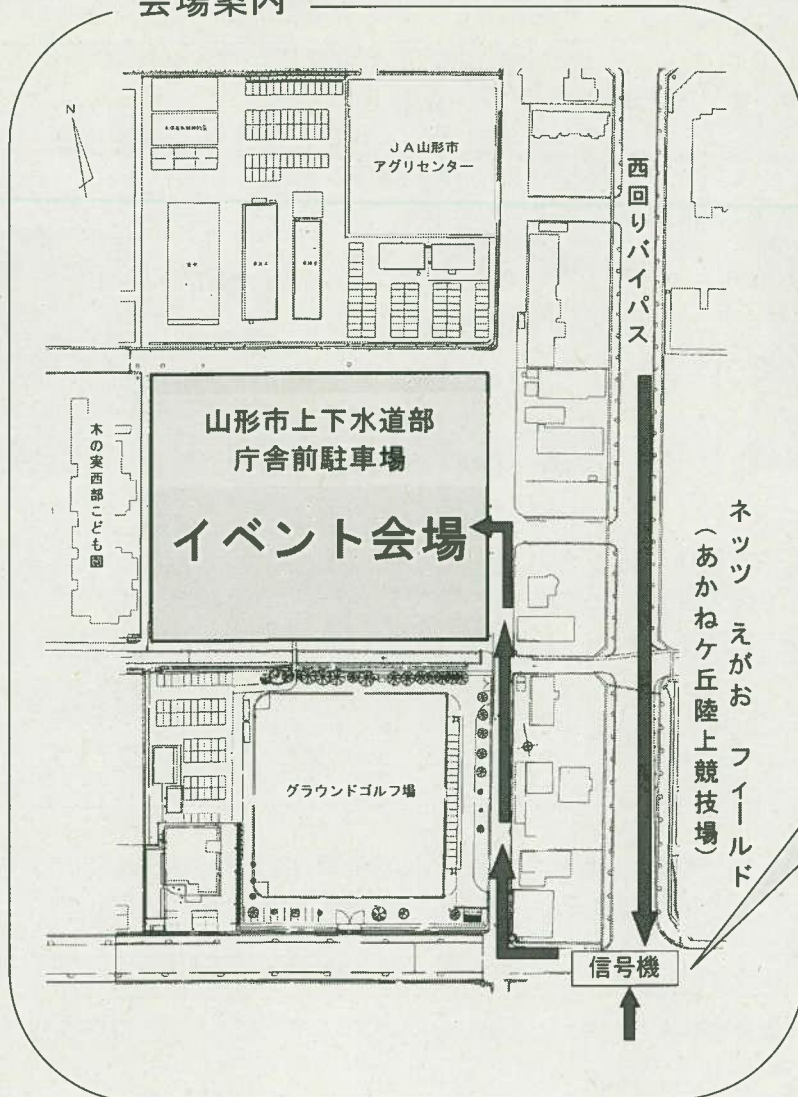 会場案内
N
JA山形市
アグリセンター
西回りバイパス
山形市上下水道部
庁舎前駐車場
イベント会場
木の実西部こども園
ネッツ えがお フィールド
(あかねケ丘陸上競技場)
グラウンドゴルフ場
信号機